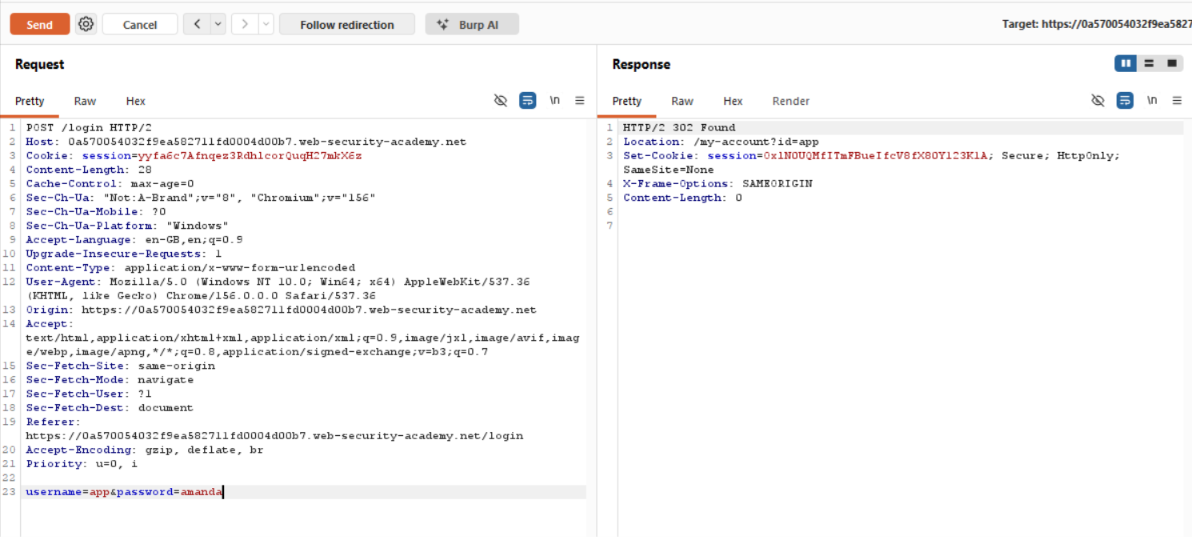 Send
Cancel
Follow redirection
Burp AI
Target: https://0a570054032f9ea5827
Request
Pretty Raw Hex
\n
1 POST /login HTTP/2
2 Host: 0a570054032f9ea582711fd0004d00b7.web-security-academy.net
3 Cookie: session=yyfa6c7Afnqez3Rdh1corQuqH27mkX6z
4 Content-Length: 28
5 Cache-Control: max-age=0
6 Sec-Ch-Ua: "Not:A-Brand";v="8", "Chromium";v="156"
7 Sec-Ch-Ua-Mobile: ?0
8 Sec-Ch-Ua-Platform: "Windows"
9 Accept-Language: en-GB,en;q=0.9
10 Upgrade-Insecure-Requests: 1
11 Content-Type: application/x-www-form-urlencoded
12 User-Agent: Mozilla/5.0 (Windows NT 10.0; Win64; x64) AppleWebKit/537.36
(KHTML, like Gecko) Chrome/156.0.0.0 Safari/537.36
13 Origin: https://0a570054032f9ea582711fd0004d00b7.web-security-academy.net
14 Accept:
text/html,application/xhtml+xml,application/xml;q=0.9,image/jxl,image/avif,imag
e/webp,image/apng,*/*;q=0.8,application/signed-exchange;v=b3;q=0.7
15 Sec-Fetch-Site: same-origin
16 Sec-Fetch-Mode: navigate
17 Sec-Fetch-User: ?1
18 Sec-Fetch-Dest: document
19 Referer:
https://0a570054032f9ea582711fd0004d00b7.web-security-academy.net/login
20 Accept-Encoding: gzip, deflate, br
21 Priority: u=0, i
22
23 username=app&password=amanda
Response
Pretty Raw Hex Render
\n
1 HTTP/2 302 Found
2 Location: /my-account?id=app
3 Set-Cookie: session=0x1NOUQMfITmFBueIfcV8fX8OY123K1A; Secure; HttpOnly;
SameSite=None
4 X-Frame-Options: SAMEORIGIN
5 Content-Length: 0
6
7